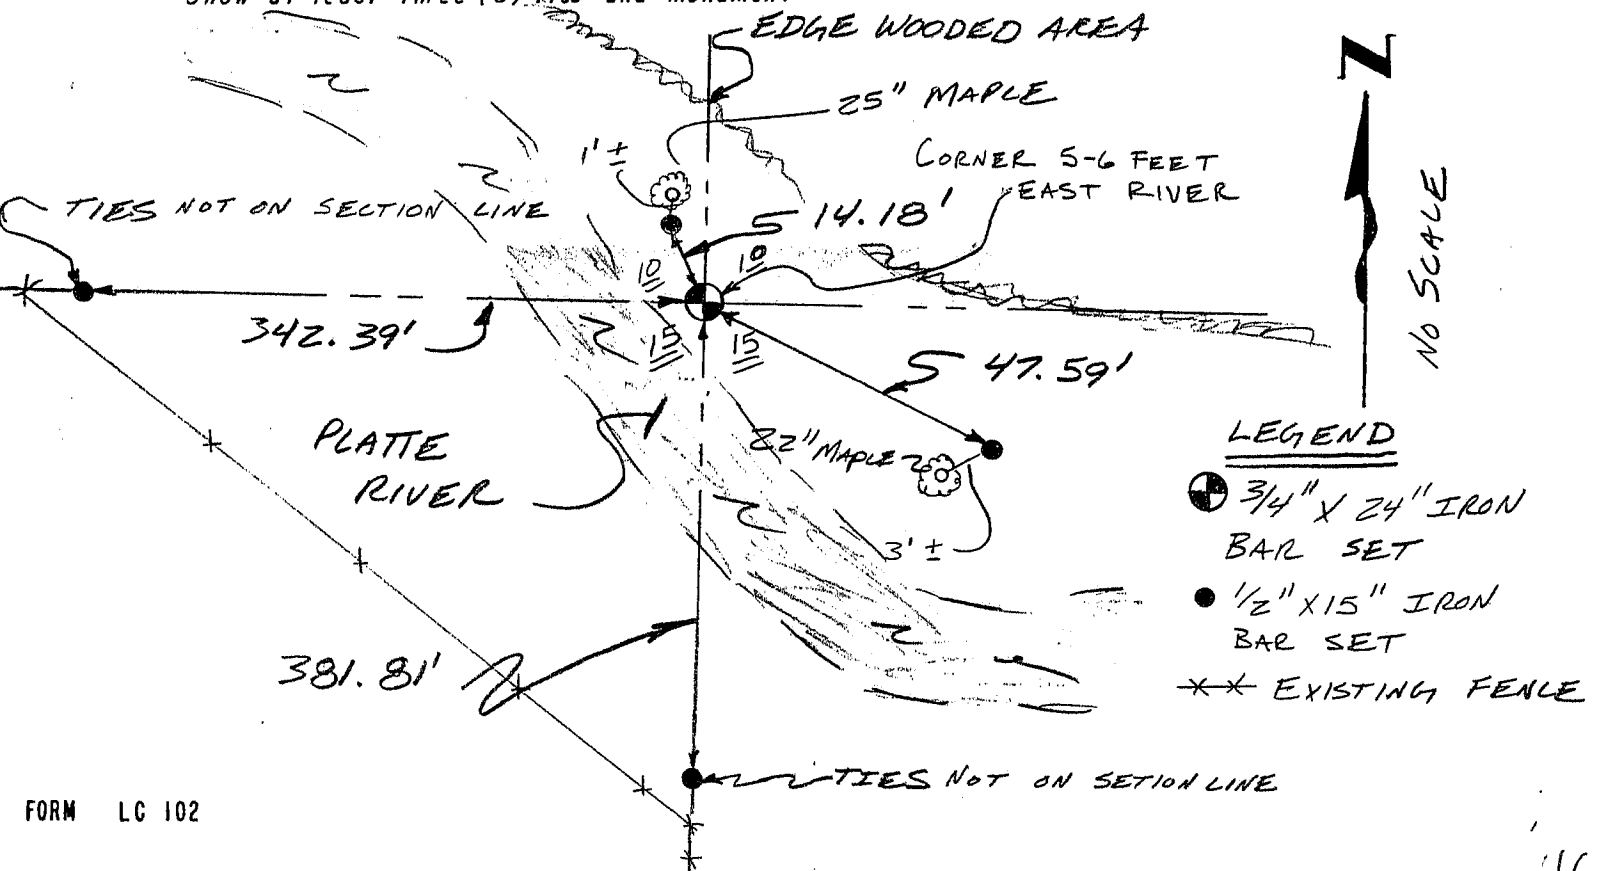 EDGE WOODED AREA
25" MAPLE
N
1' ±
CORNER 5-6 FEET
EAST RIVER
TIES NOT ON SECTION LINE
14.18'
NO SCALE
10
10
342.39'
15
15
47.59'
PLATTE
RIVER
22" MAPLE
3' ±
LEGEND
3/4" X 24" IRON
BAR SET
1/2" X 15" IRON
BAR SET
EXISTING FENCE
381.81'
TIES NOT ON SETION LINE
FORM LC 102